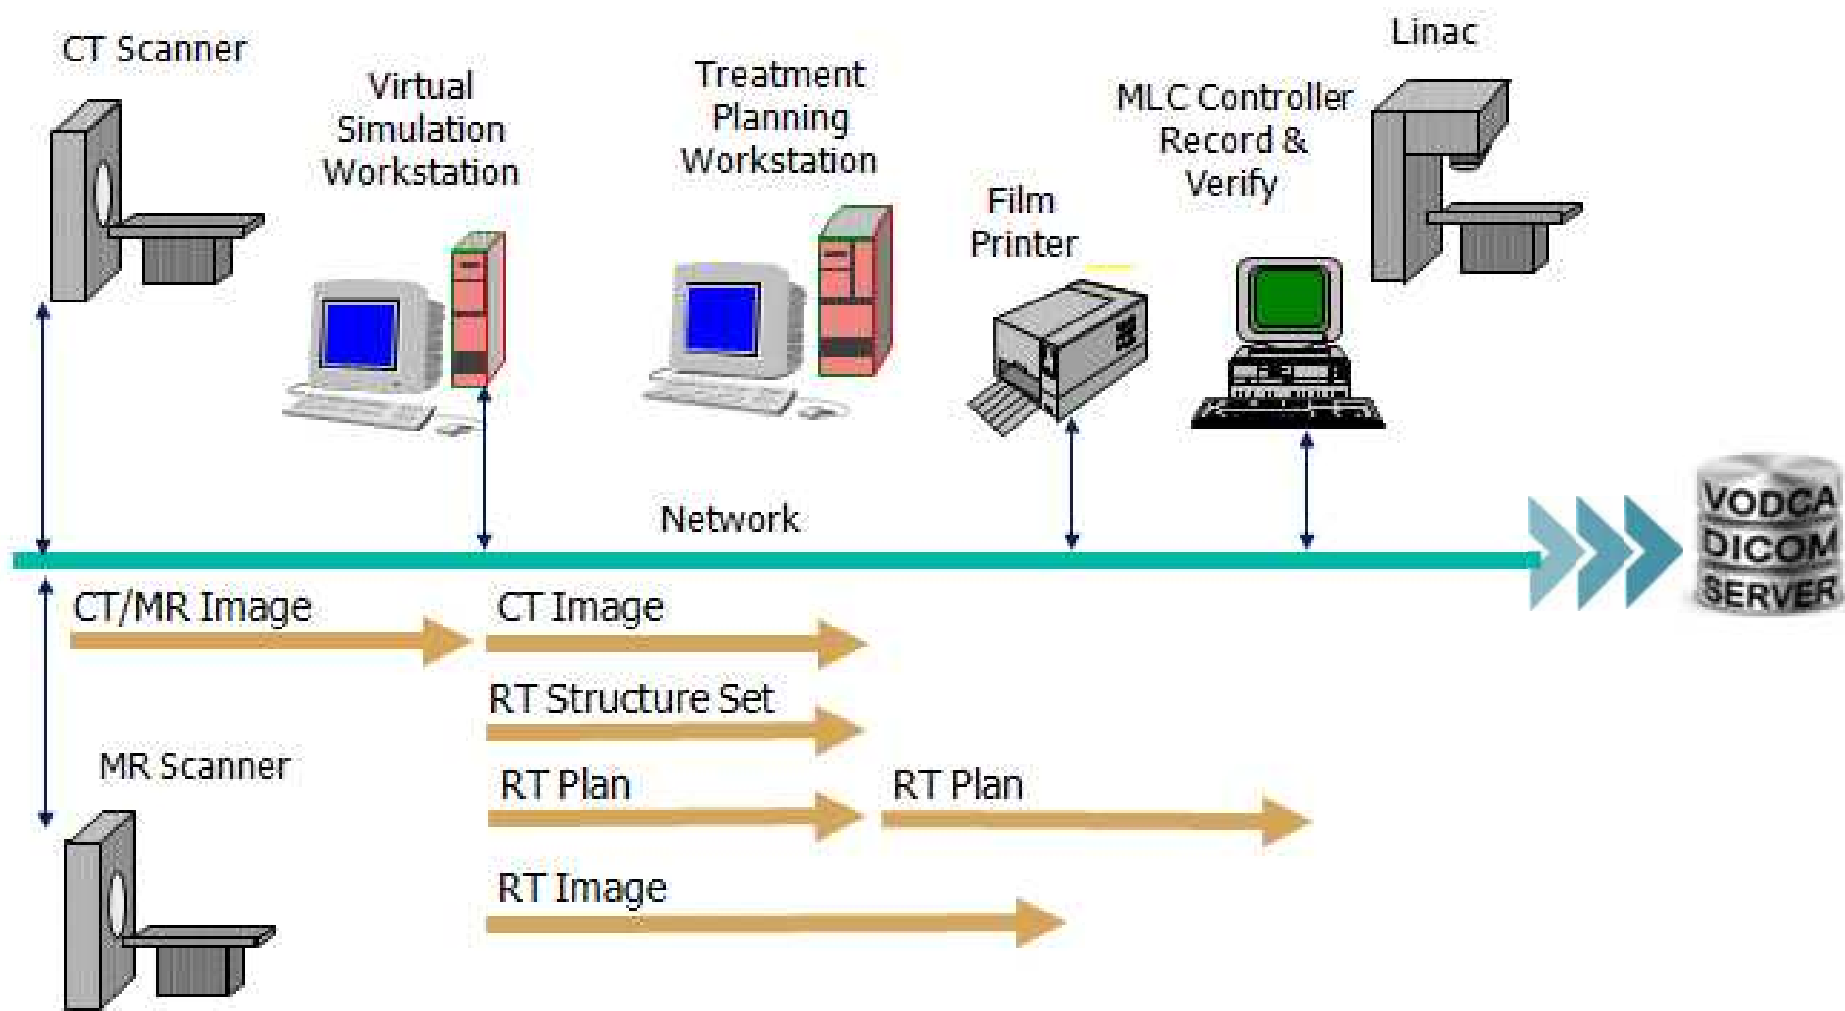 CT Scanner
Virtual
Simulation
Workstation
Treatment
Planning
Workstation
Film
Printer
MLC Controller
Record &
Verify
Linac
Network
VODCA
DICOM
SERVER
CT/MR Image
CT Image
RT Structure Set
MR Scanner
RT Plan
RT Plan
RT Image